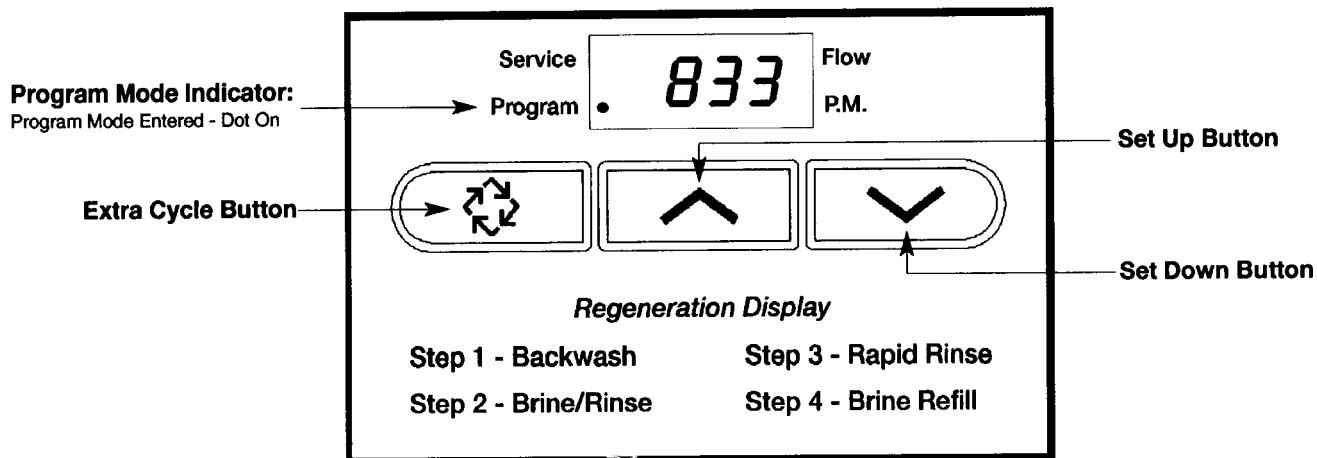 Service
833
Flow
Program Mode Indicator:
Program
P.M.
Program Mode Entered - Dot On
Set Up Button
Extra Cycle Button
Set Down Button
Regeneration Display
Step 1 - Backwash
Step 3 - Rapid Rinse
Step 2 - Brine/Rinse
Step 4 - Brine Refill